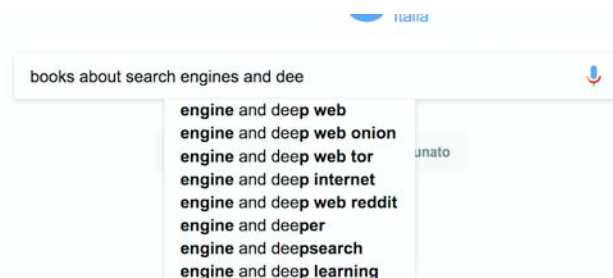 Italia
books about search engines and dee
engine and deep web
engine and deep web onion
engine and deep web tor
unato
engine and deep internet
engine and deep web reddit
engine and deeper
engine and deepsearch
engine and deep learning